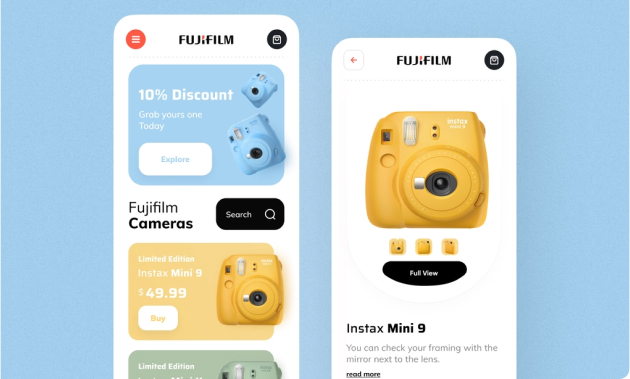 FUJIFILM
10% Discount
Grab yours one
Today
Explore
Fujifilm
Cameras
Search
Limited Edition
Instax Mini 9
$ 49.99
Buy
Limited Edition
FUJIFILM
instax
mini 9
Full View
Instax Mini 9
You can check your framing with the
mirror next to the lens.
read more